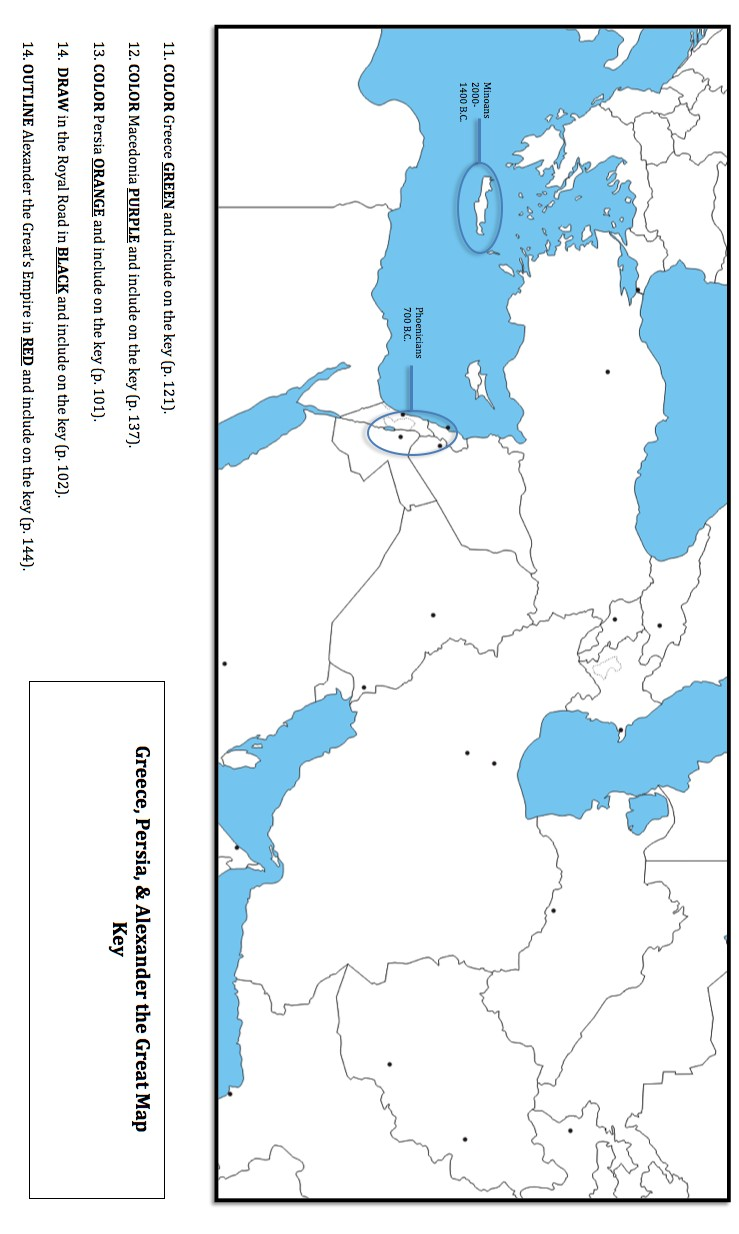 Minoans
2000-
1400 B.C.
Phoenicians
700 B.C.
11. COLOR Greece GREEN and include on the key (p. 121).
12. COLOR Macedonia PURPLE and include on the key (p. 137).
13. COLOR Persia ORANGE and include on the key (p. 101).
14. DRAW in the Royal Road in BLACK and include on the key (p. 102).
14. OUTLINE Alexander the Great's Empire in RED and include on the key (p. 144).
Greece, Persia, & Alexander the Great Map
Key